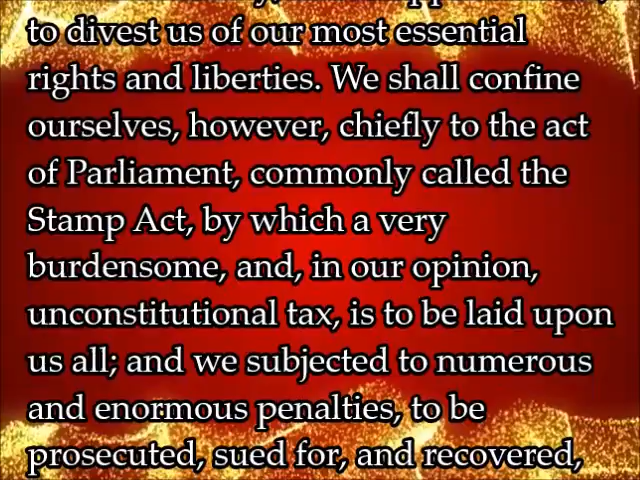 to divest us of our most essential
rights and liberties. We shall confine
ourselves, however, chiefly to the act
of Parliament, commonly called the
Stamp Act, by which a very
burdensome, and, in our opinion,
unconstitutional tax, is to be laid upon
us all; and we subjected to numerous
and enormous penalties, to be
prosecuted, sued for, and recovered,